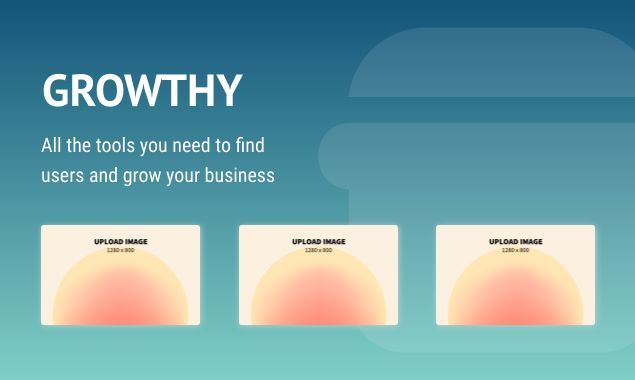 GROWTHY
All the tools you need to find
users and grow your business
UPLOAD IMAGE
1280 x 800
UPLOAD IMAGE
1280 x 800
UPLOAD IMAGE
1280 x 800